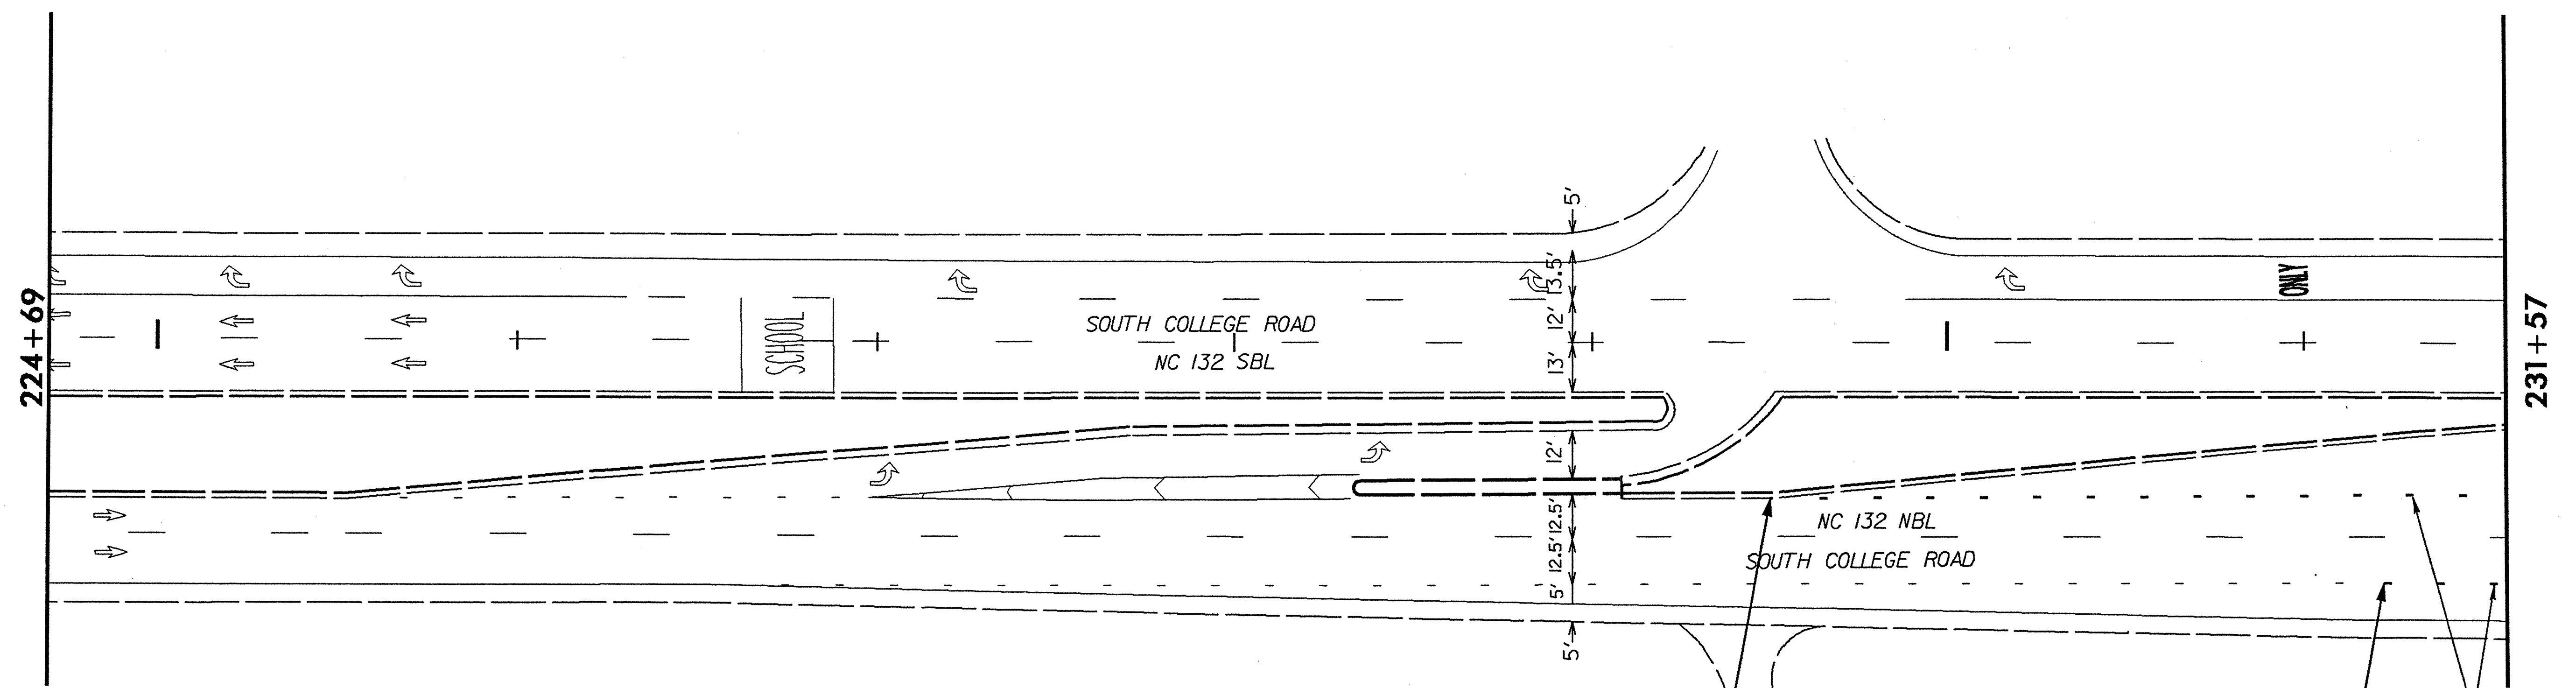 224+69
5'
13.5'
12'
13'
12'
12.5'
12.5'
5'
5'
SCHOOL
SOUTH COLLEGE ROAD
NC 132 SBL
ONLY
NC 132 NBL
SOUTH COLLEGE ROAD
231+57